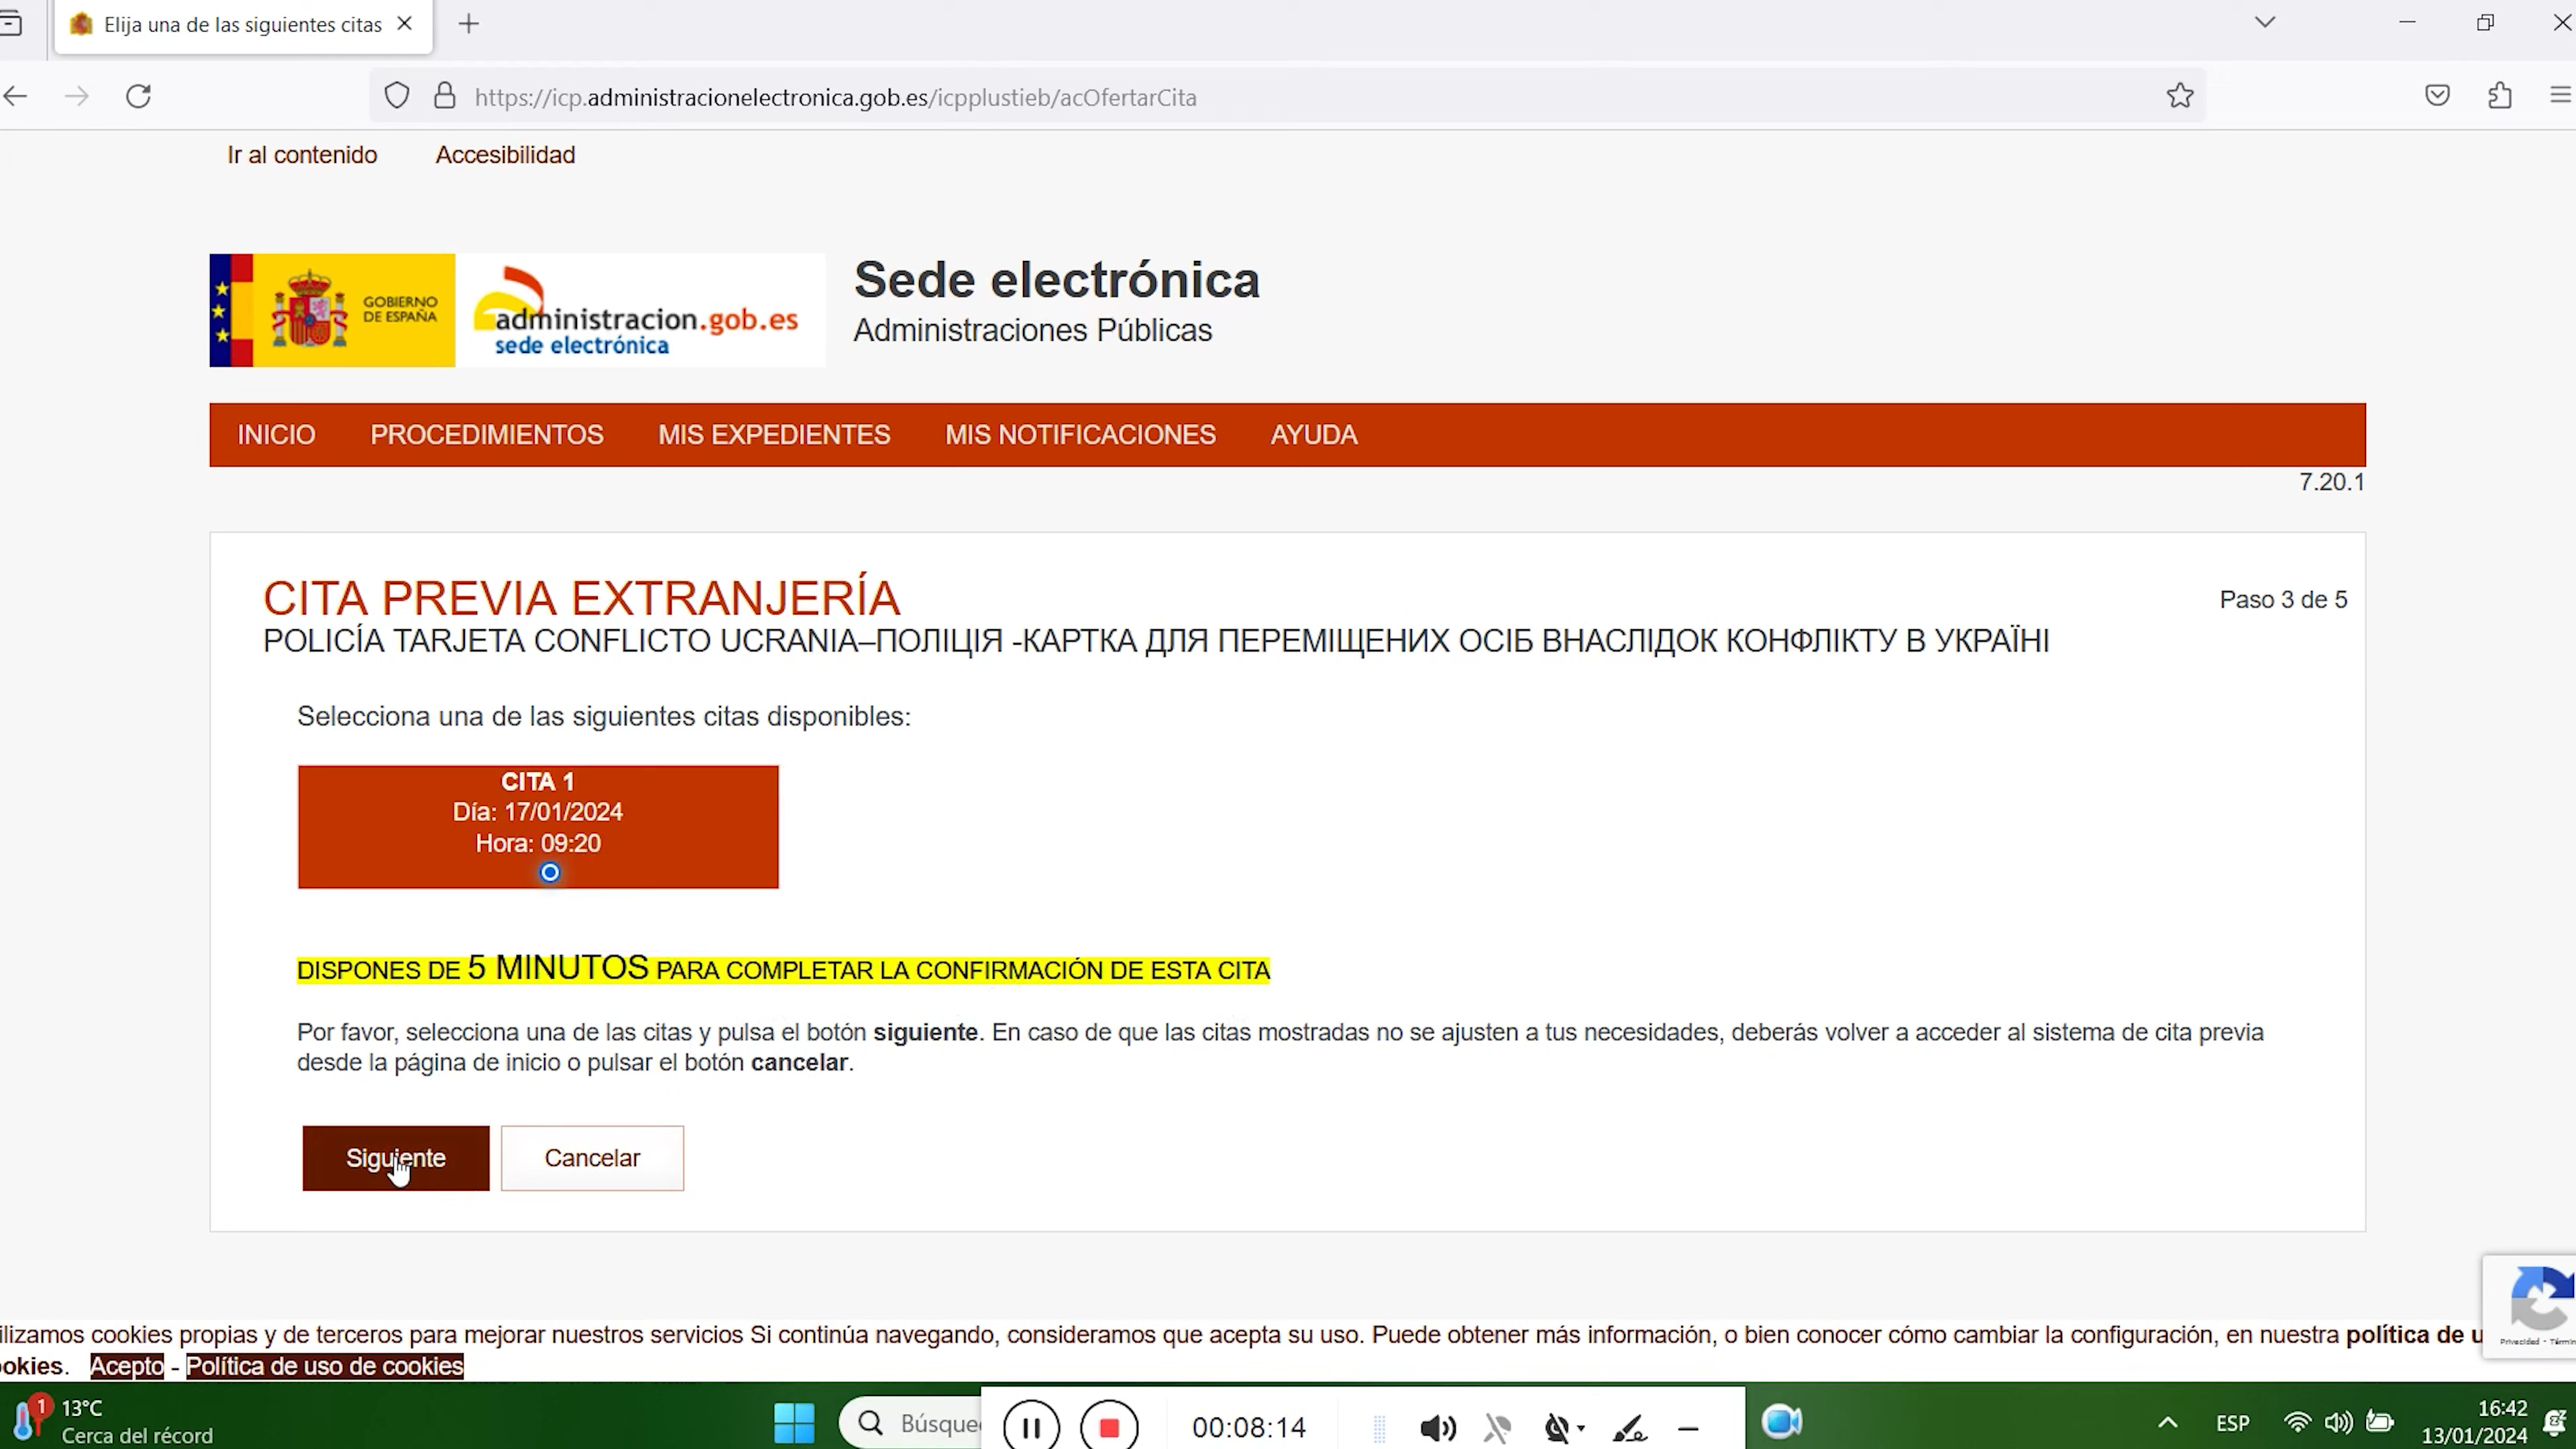 Elija una de las siguientes citas
https://icp.administracionelectronica.gob.es/icpplustieb/acOfertarCita
Ir al contenido Accesibilidad
GOBIERNO
DE ESPAÑA
administracion.gob.es
sede electrónica
Sede electrónica
Administraciones Públicas
INICIO PROCEDIMIENTOS MIS EXPEDIENTES MIS NOTIFICACIONES AYUDA
7.20.1
CITA PREVIA EXTRANJERÍA
Paso 3 de 5
POLICÍA TARJETA CONFLICTO UCRANIA–ПОЛІЦІЯ -КАРТКА ДЛЯ ПЕРЕМІЩЕНИХ ОСІБ ВНАСЛІДОК КОНФЛІКТУ В УКРАЇНІ
Selecciona una de las siguientes citas disponibles:
CITA 1
Día: 17/01/2024
Hora: 09:20
DISPONES DE 5 MINUTOS PARA COMPLETAR LA CONFIRMACIÓN DE ESTA CITA
Por favor, selecciona una de las citas y pulsa el botón siguiente. En caso de que las citas mostradas no se ajusten a tus necesidades, deberás volver a acceder al sistema de cita previa
desde la página de inicio o pulsar el botón cancelar.
Siguiente Cancelar
ilizamos cookies propias y de terceros para mejorar nuestros servicios Si continúa navegando, consideramos que acepta su uso. Puede obtener más información, o bien conocer cómo cambiar la configuración, en nuestra política de u
ookies. Acepto - Política de uso de cookies
Privacidad - Términ
1
13°C
Cerca del récord
Búsque
00:08:14
ESP
16:42
13/01/2024